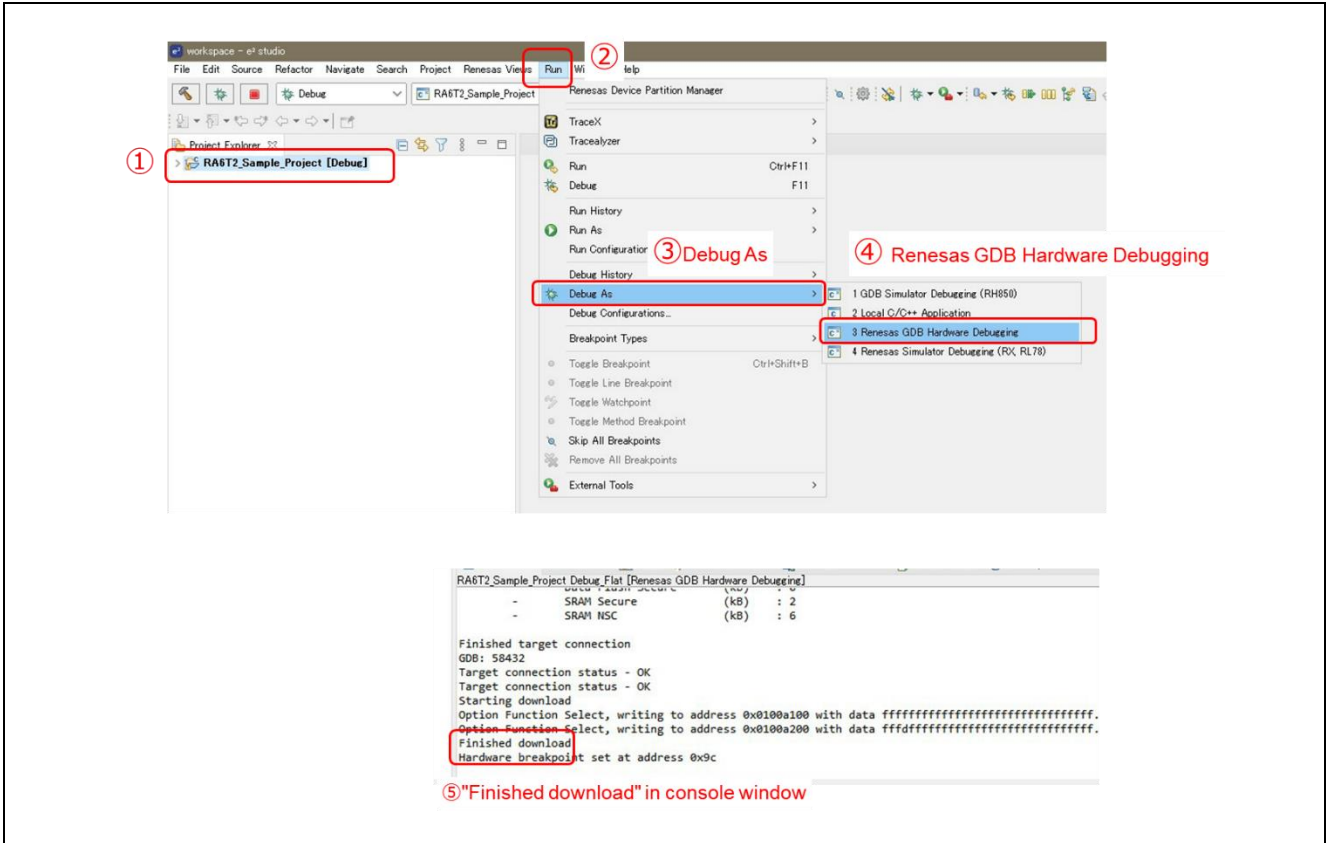 workspace - e² studio
②
File Edit Source Refactor Navigate Search Project Renesas Views Run Help
Debug RA6T2_Sample_Project
Renesas Device Partition Manager
TraceX
Tracealyzer
Project Explorer
①
RA6T2_Sample_Project [Debug]
Run Ctrl+F11
Debug F11
Run History
Run As
Run Configuration
③Debug As
④ Renesas GDB Hardware Debugging
Debug History
Debug As
1 GDB Simulator Debugging (RH850)
Debug Configurations...
2 Local C/C++ Application
3 Renesas GDB Hardware Debugging
Breakpoint Types
4 Renesas Simulator Debugging (RX, RL78)
Toggle Breakpoint Ctrl+Shift+B
Toggle Line Breakpoint
Toggle Watchpoint
Toggle Method Breakpoint
Skip All Breakpoints
Remove All Breakpoints
External Tools
RA6T2_Sample_Project Debug_Flat [Renesas GDB Hardware Debugging]
- SRAM Secure (kB) : 2
- SRAM NSC (kB) : 6
Finished target connection
GDB: 58432
Target connection status - OK
Target connection status - OK
Starting download
Option Function Select, writing to address 0x0100a100 with data ffffffffffffffffffffffffffffffff.
Option Function Select, writing to address 0x0100a200 with data fffdffffffffffffffffffffffffffff.
Finished download
Hardware breakpoint set at address 0x9c
⑤"Finished download" in console window